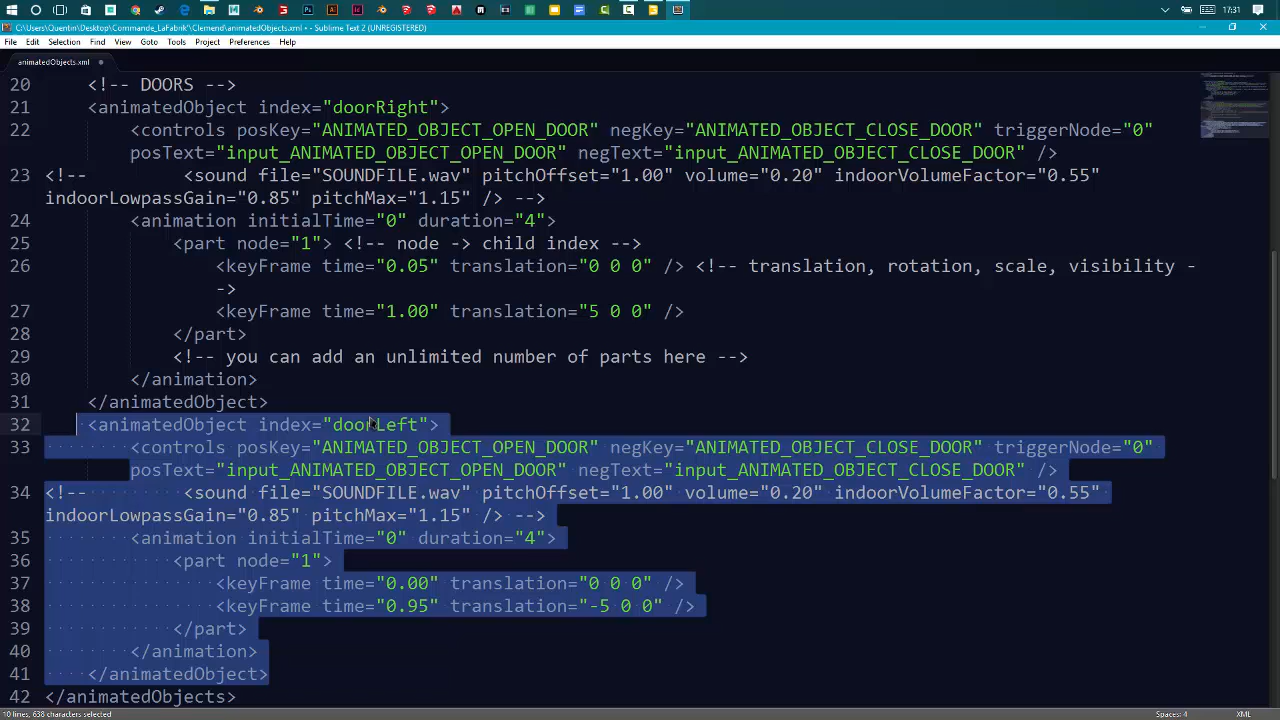 17:31
C:\Users\Quentin\Desktop\Commande_LaFabrik\Clemend\animatedObjects.xml • - Sublime Text 2 (UNREGISTERED)
File Edit Selection Find View Goto Tools Project Preferences Help
animatedObjects.xml
20 <!-- DOORS -->
21 <animatedObject index="doorRight">
22 <controls posKey="ANIMATED_OBJECT_OPEN_DOOR" negKey="ANIMATED_OBJECT_CLOSE_DOOR" triggerNode="0"
posText="input_ANIMATED_OBJECT_OPEN_DOOR" negText="input_ANIMATED_OBJECT_CLOSE_DOOR" />
23 <!-- <sound file="SOUNDFILE.wav" pitchOffset="1.00" volume="0.20" indoorVolumeFactor="0.55"
indoorLowpassGain="0.85" pitchMax="1.15" /> -->
24 <animation initialTime="0" duration="4">
25 <part node="1"> <!-- node -> child index -->
26 <keyFrame time="0.05" translation="0 0 0" /> <!-- translation, rotation, scale, visibility -
->
27 <keyFrame time="1.00" translation="5 0 0" />
28 </part>
29 <!-- you can add an unlimited number of parts here -->
30 </animation>
31 </animatedObject>
32 <animatedObject index="doorLeft">
33 <controls posKey="ANIMATED_OBJECT_OPEN_DOOR" negKey="ANIMATED_OBJECT_CLOSE_DOOR" triggerNode="0"
posText="input_ANIMATED_OBJECT_OPEN_DOOR" negText="input_ANIMATED_OBJECT_CLOSE_DOOR" />
34 <!-- <sound file="SOUNDFILE.wav" pitchOffset="1.00" volume="0.20" indoorVolumeFactor="0.55"
indoorLowpassGain="0.85" pitchMax="1.15" /> -->
35 <animation initialTime="0" duration="4">
36 <part node="1">
37 <keyFrame time="0.00" translation="0 0 0" />
38 <keyFrame time="0.95" translation="-5 0 0" />
39 </part>
40 </animation>
41 </animatedObject>
42 </animatedObjects>
10 lines, 638 characters selected
Spaces: 4 XML